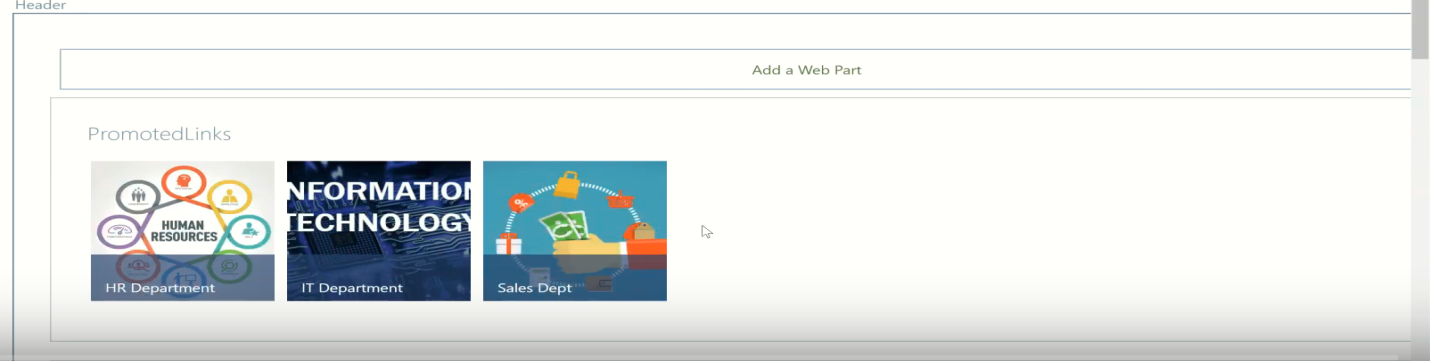 Header
Add a Web Part
PromotedLinks
HUMAN
RESOURCES
HR Department
NFORMATION
TECHNOLOGY
IT Department
%
Sales Dept